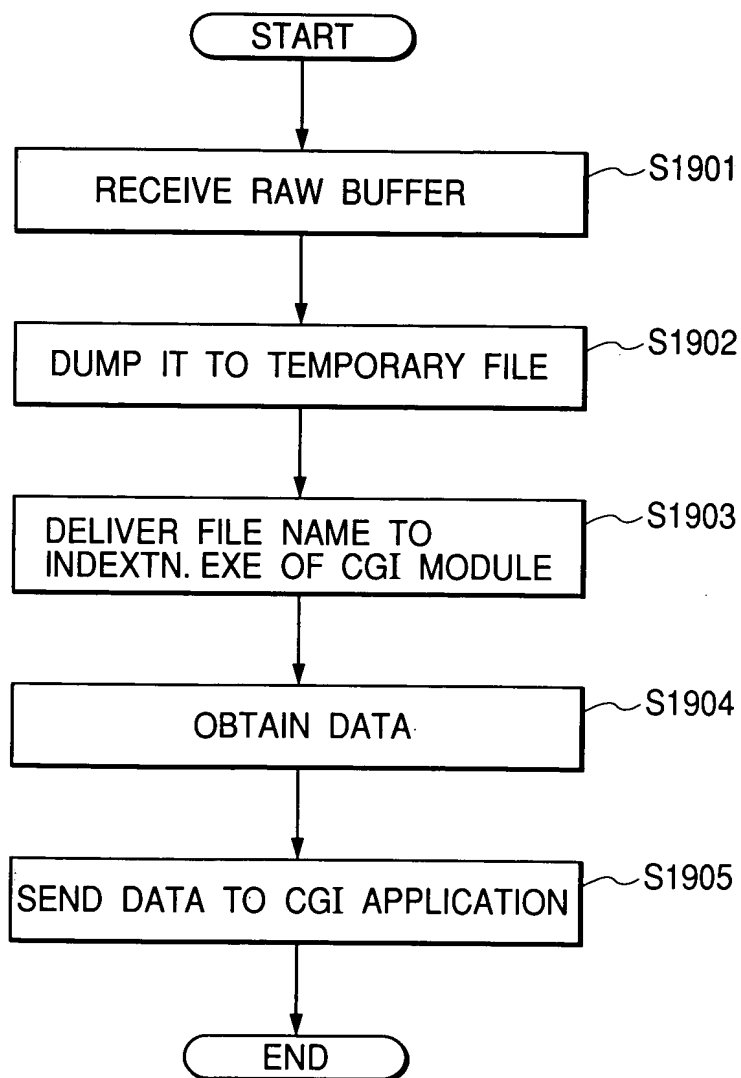 START
RECEIVE RAW BUFFER
S1901
DUMP IT TO TEMPORARY FILE
S1902
DELIVER FILE NAME TO
INDEXTN. EXE OF CGI MODULE
S1903
OBTAIN DATA
S1904
SEND DATA TO CGI APPLICATION
S1905
END